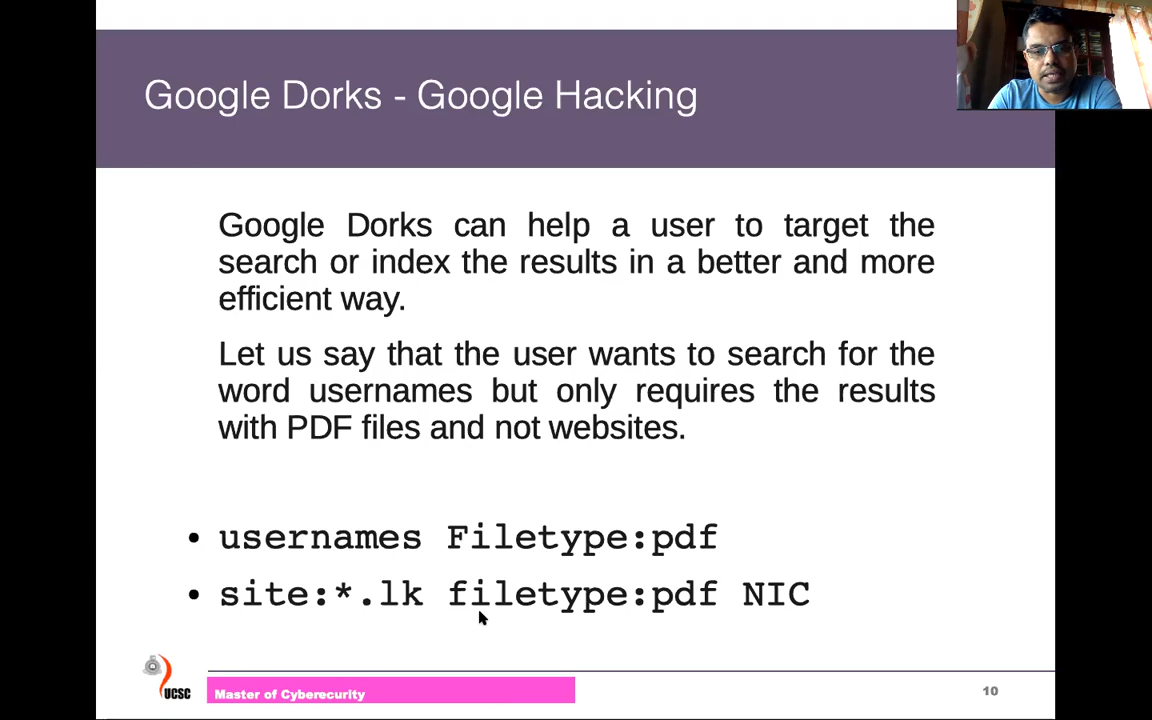 Google Dorks - Google Hacking
Google Dorks can help a user to target the
search or index the results in a better and more
efficient way.
Let us say that the user wants to search for the
word usernames but only requires the results
with PDF files and not websites.
• usernames Filetype:pdf
• site:*.lk filetype:pdf NIC
UCSC
Master of Cyberecurity
10